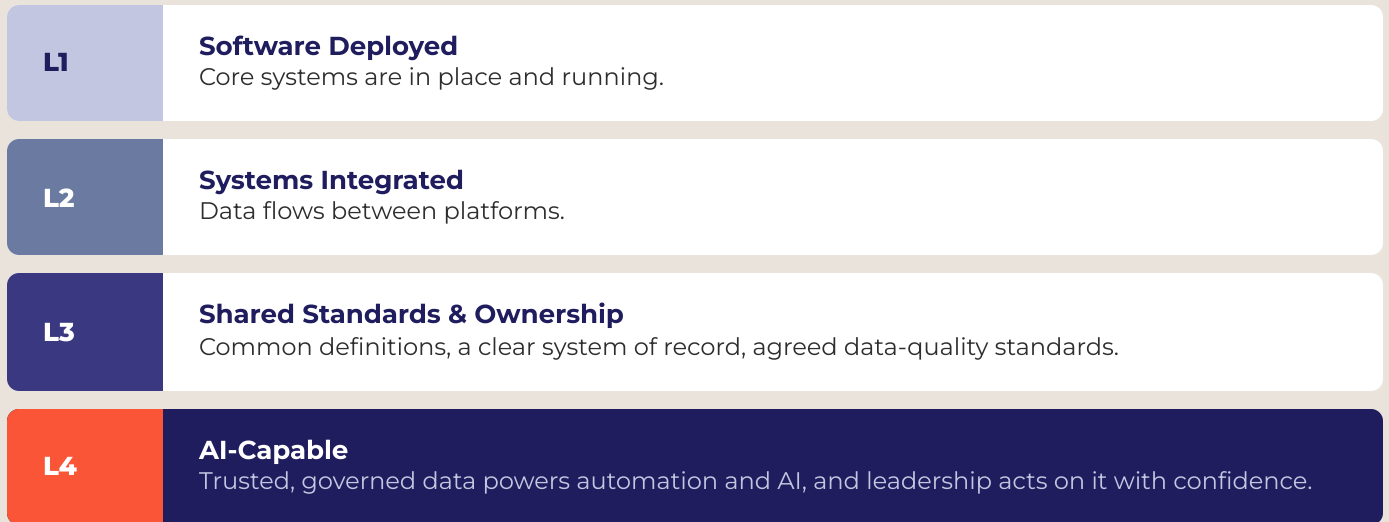 L1
Software Deployed
Core systems are in place and running.
L2
Systems Integrated
Data flows between platforms.
L3
Shared Standards & Ownership
Common definitions, a clear system of record, agreed data-quality standards.
L4
AI-Capable
Trusted, governed data powers automation and AI, and leadership acts on it with confidence.